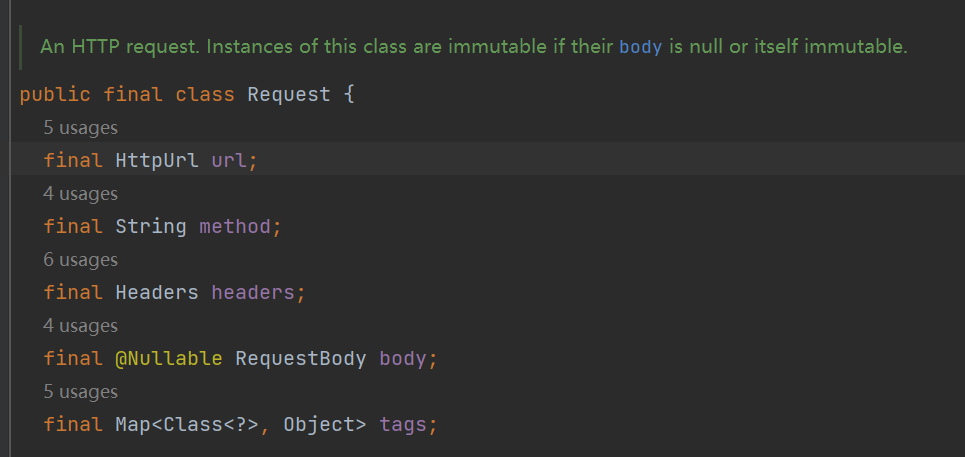 An HTTP request. Instances of this class are immutable if their body is null or itself immutable.
public final class Request {
5 usages
final HttpUrl url;
4 usages
final String method;
6 usages
final Headers headers;
4 usages
final @Nullable RequestBody body;
5 usages
final Map<Class<?>, Object> tags;